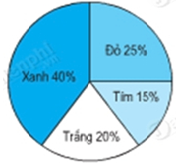 Xanh 40%
Đỏ 25%
Tím 15%
Trắng 20%